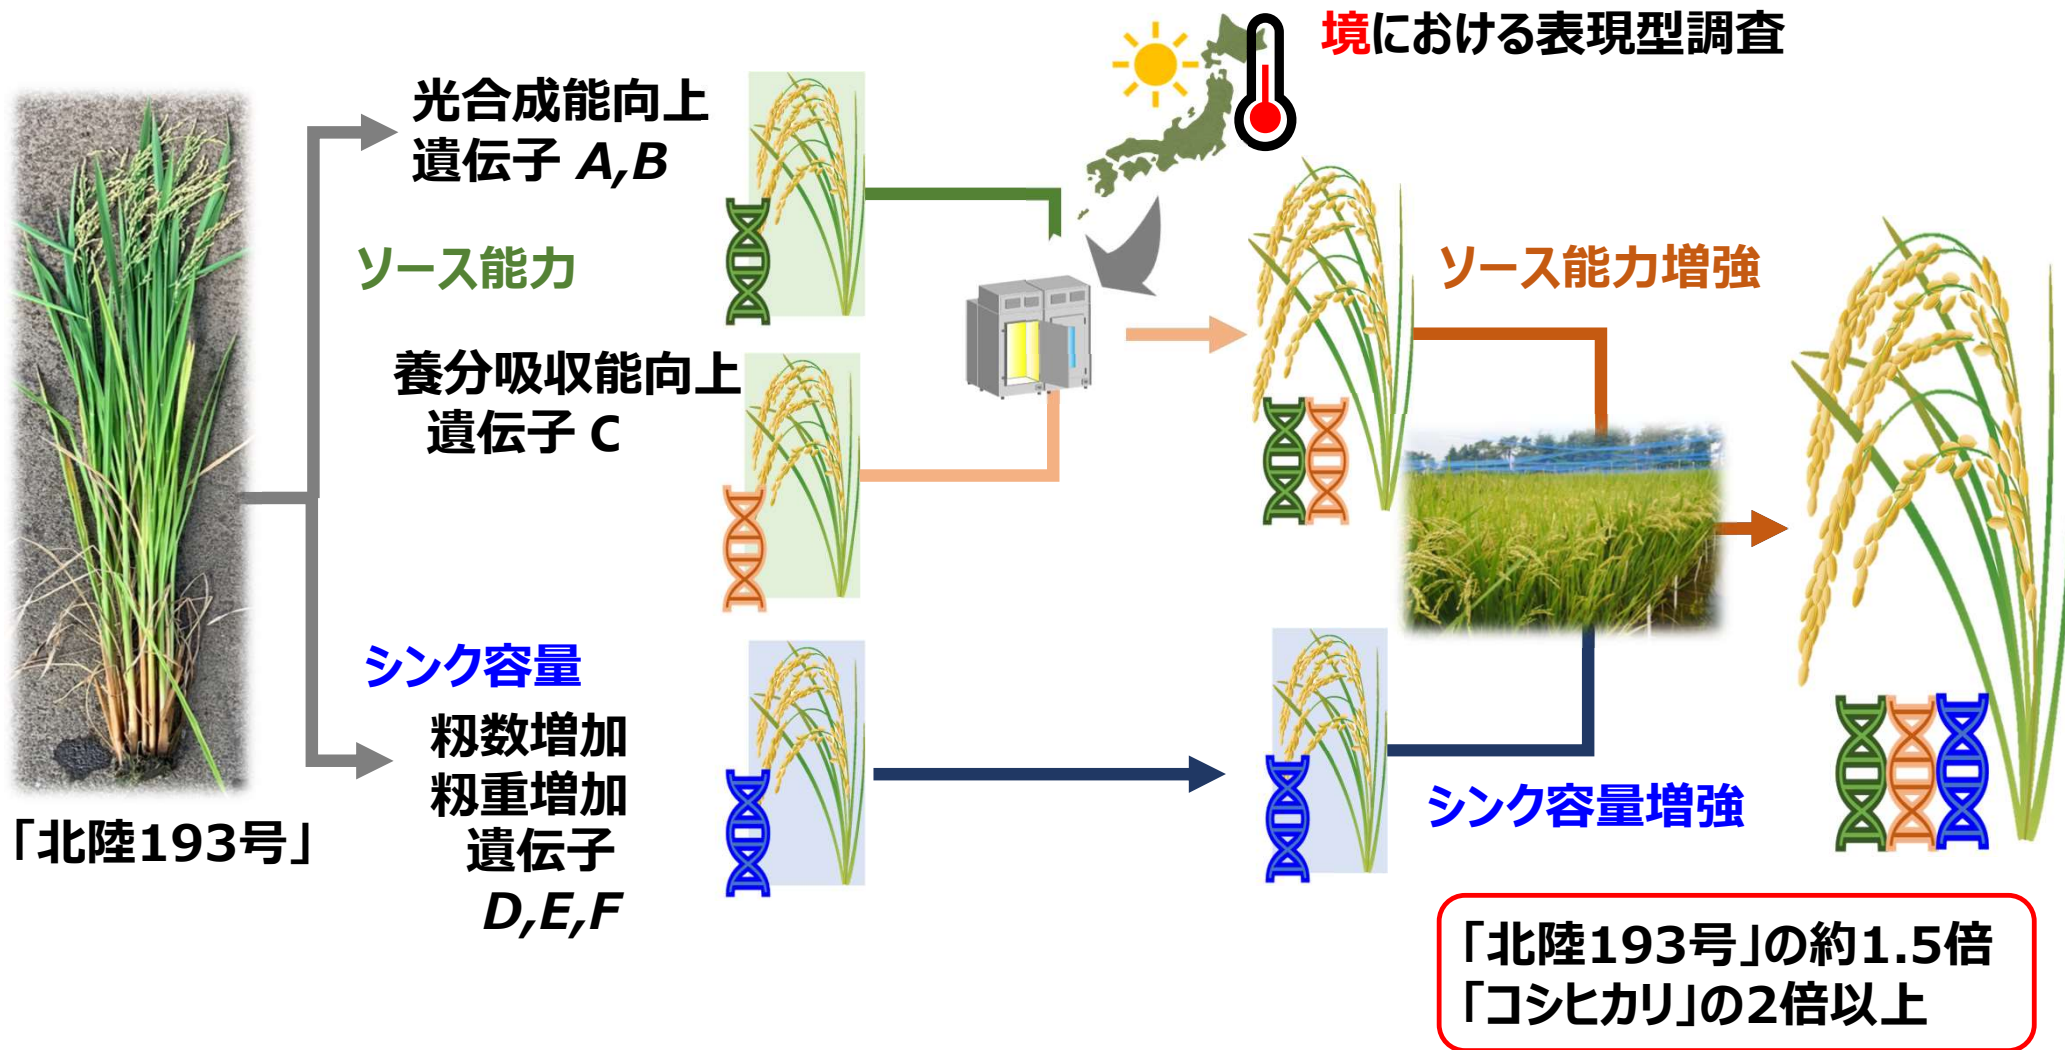 境における表現型調査
光合成能向上
遺伝子 A,B
ソース能力
養分吸収能向上
遺伝子 C
シンク容量
籾数増加
籾重増加
遺伝子
D,E,F
「北陸193号」
ソース能力増強
シンク容量増強
「北陸193号」の約1.5倍
「コシヒカリ」の2倍以上